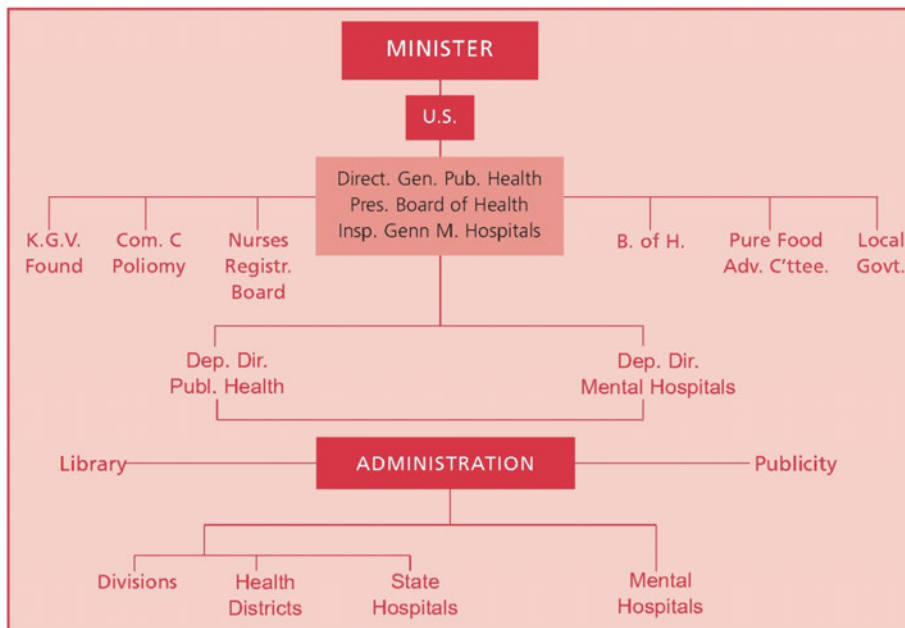 MINISTER
U.S.
Direct. Gen. Pub. Health
Pres. Board of Health
Insp. Genn M. Hospitals
K.G.V.
Found
Com. C
Poliomy
Nurses
Registr.
Board
B. of H.
Pure Food
Adv. C'ttee.
Local
Govt.
Dep. Dir.
Publ. Health
Dep. Dir.
Mental Hospitals
Library
ADMINISTRATION
Publicity
Divisions
Health
Districts
State
Hospitals
Mental
Hospitals